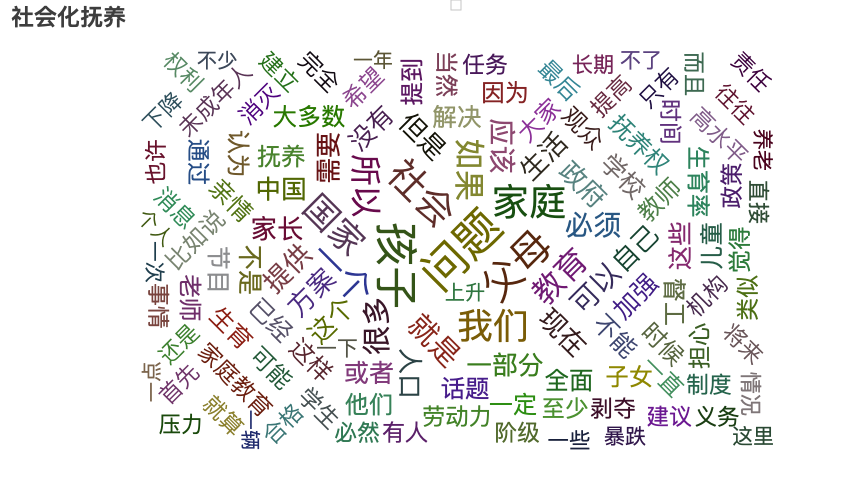 社会化抚养
权利
不少
建立
完全
一年
希望
提到
当然
任务
因为
最后
长期
不了
而且
责任
下降
未成年人
消灭
大多数
没有
但是
解决
应该
大家
观众
提高
只有
时间
往往
高水平
养老
也许
通过
认为
抚养
需要
所以
社会
如果
生活
政府
学校
抚养权
教师
生育率
政策
直接
消息
亲情
中国
国家
孩子
问题
父母
家庭
必须
自己
这些
儿童
觉得
个人
比如说
家长
一次
事情
老师
节目
不是
提供
方案
一个
上升
教育
可以
加强
督工
机构
类似
还是
生育
已经
这个
很多
就是
我们
现在
不能
时候
担心
将来
一点
首先
家庭教育
可能
这样
一下
或者
人口
话题
一部分
全面
子女
一直
制度
情况
压力
就算
一辆
合格
学生
他们
必然
有人
劳动力
一定
阶级
至少
一些
剥夺
暴跌
建议
义务
这里